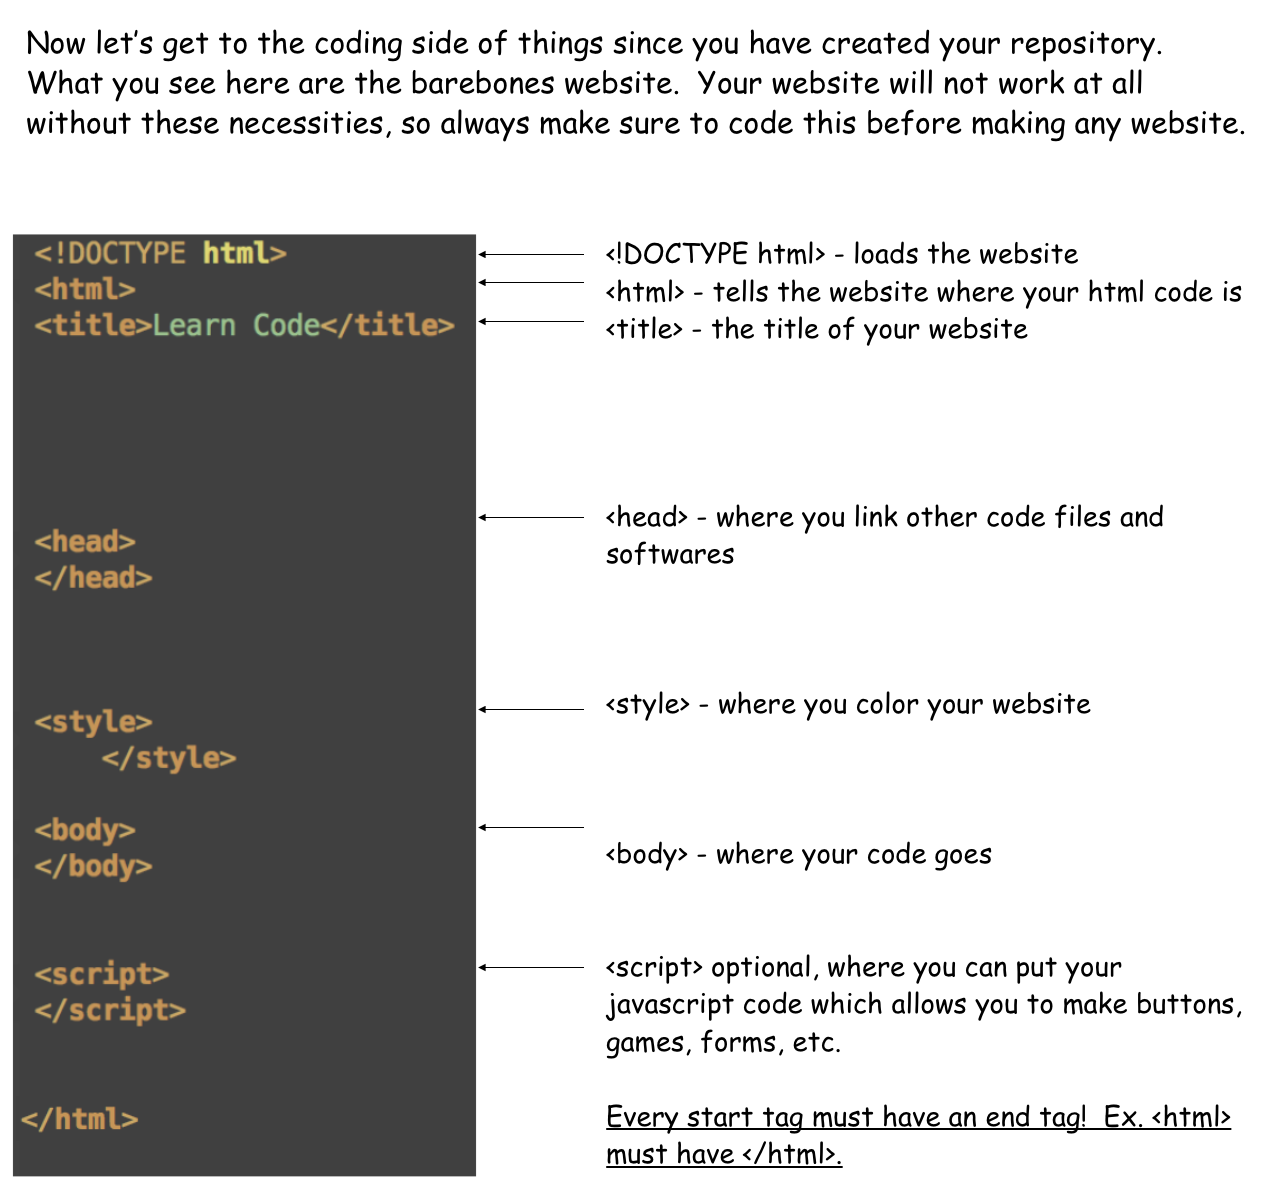 Now let's get to the coding side of things since you have created your repository.
What you see here are the barebones website.  Your website will not work at all
without these necessities, so always make sure to code this before making any website.
<!DOCTYPE html>
<html>
<title>Learn Code</title>
<head>
</head>
<style>
</style>
<body>
</body>
<script>
</script>
</html>
<!DOCTYPE html> - loads the website
<html> - tells the website where your html code is
<title> - the title of your website
<head> - where you link other code files and
softwares
<style> - where you color your website
<body> - where your code goes
<script> optional, where you can put your
javascript code which allows you to make buttons,
games, forms, etc.
Every start tag must have an end tag!  Ex. <html>
must have </html>.